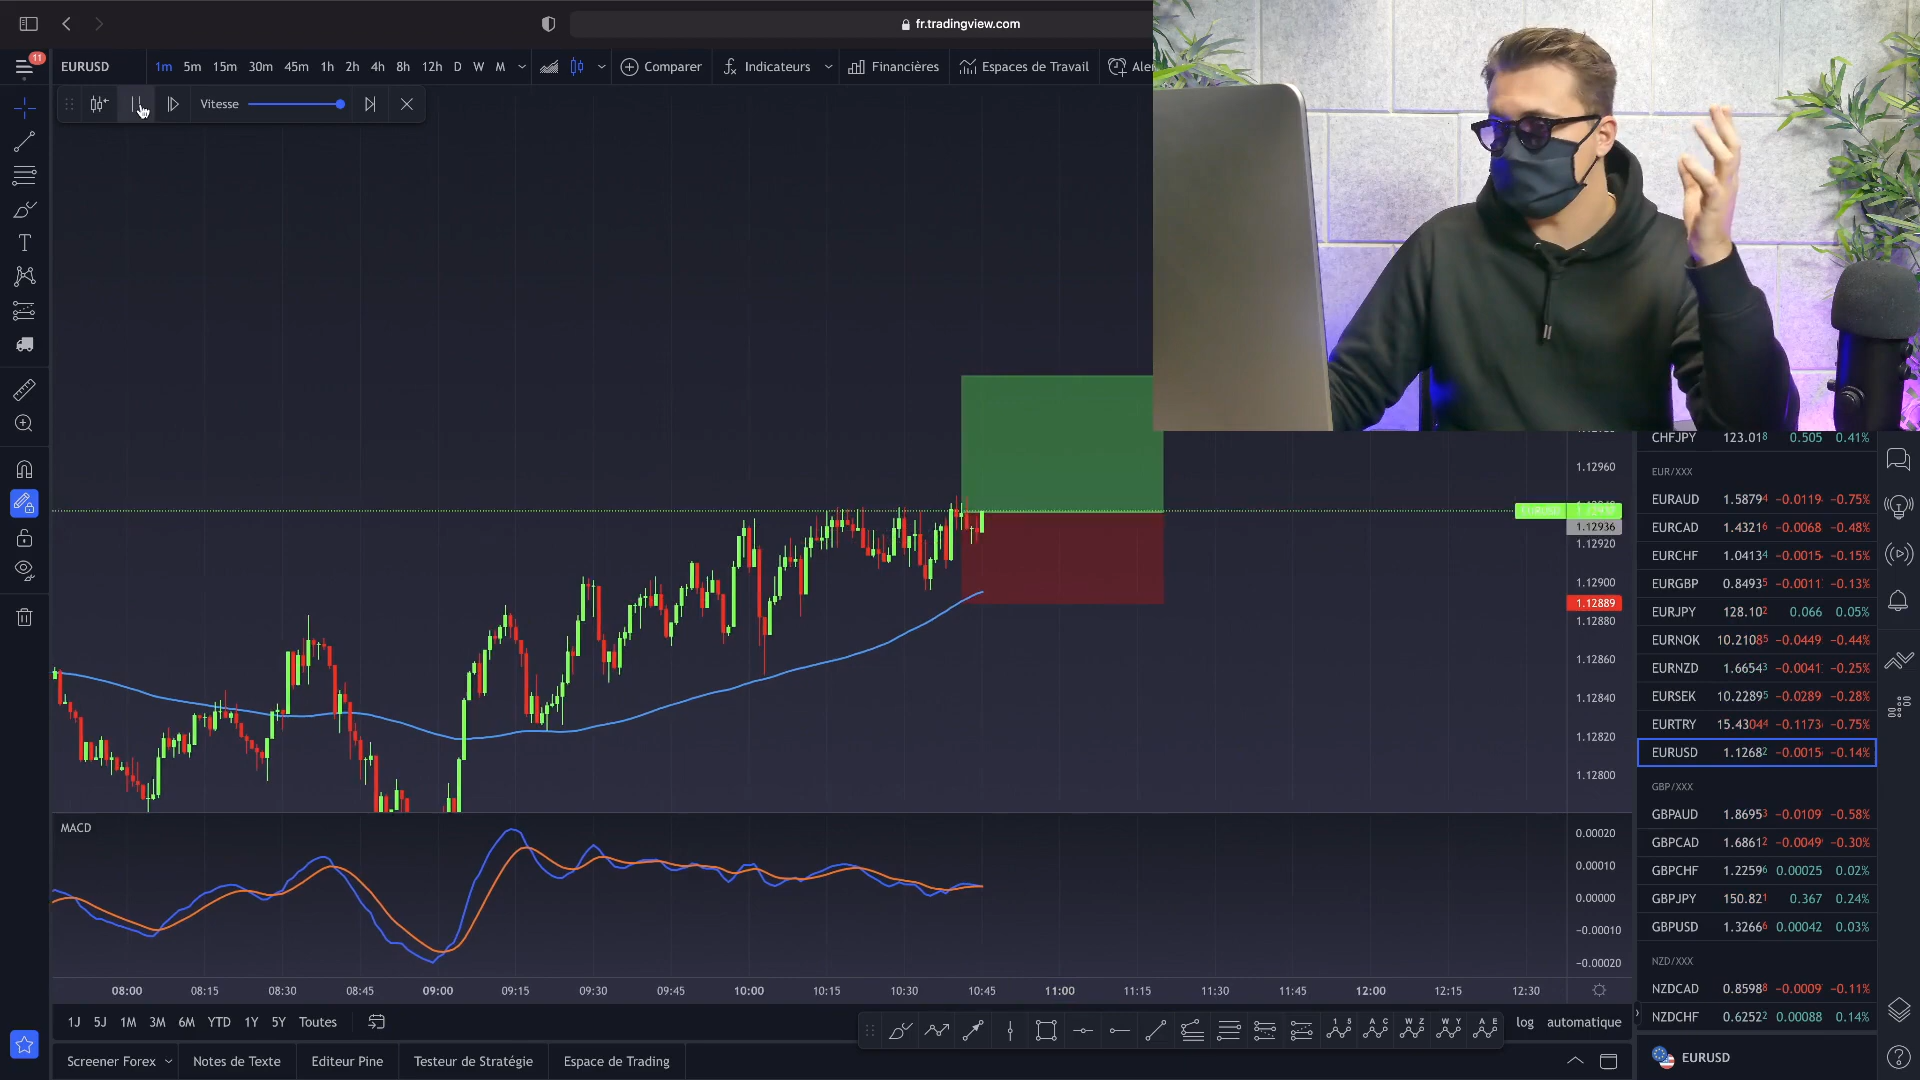 fr.tradingview.com
11
EURUSD 1m 5m 15m 30m 45m 1h 2h 4h 8h 12h D W M Comparer Indicateurs Financières Espaces de Travail Ale
Vitesse
1.12960
1.12936
1.12920
1.12900
1.12889
1.12880
1.12860
1.12840
1.12820
1.12800
CHFJPY 123.018 0.505 0.41%
EUR/XXX
EURAUD 1.58794 −0.0119 −0.75%
EURCAD 1.43216 −0.0068 −0.48%
EURCHF 1.04134 −0.0015 −0.15%
EURGBP 0.84935 −0.0011 −0.13%
EURJPY 128.102 0.066 0.05%
EURNOK 10.21085 −0.0449 −0.44%
EURNZD 1.66543 −0.0041 −0.25%
EURSEK 10.22895 −0.0289 −0.28%
EURTRY 15.43044 −0.1173 −0.75%
EURUSD 1.12682 −0.0015 −0.14%
GBP/XXX
GBPAUD 1.86953 −0.0109 −0.58%
GBPCAD 1.68612 −0.0049 −0.30%
GBPCHF 1.22596 0.00025 0.02%
GBPJPY 150.821 0.367 0.24%
GBPUSD 1.32666 0.00042 0.03%
NZD/XXX
NZDCAD 0.85988 −0.0009 −0.11%
NZDCHF 0.62522 0.00088 0.14%
MACD
0.00020
0.00010
0.00000
−0.00010
−0.00020
08:00 08:15 08:30 08:45 09:00 09:15 09:30 09:45 10:00 10:15 10:30 10:45 11:00 11:15 11:30 11:45 12:00 12:15 12:30
1J 5J 1M 3M 6M YTD 1Y 5Y Toutes
log automatique
Screener Forex Notes de Texte Editeur Pine Testeur de Stratégie Espace de Trading
EURUSD